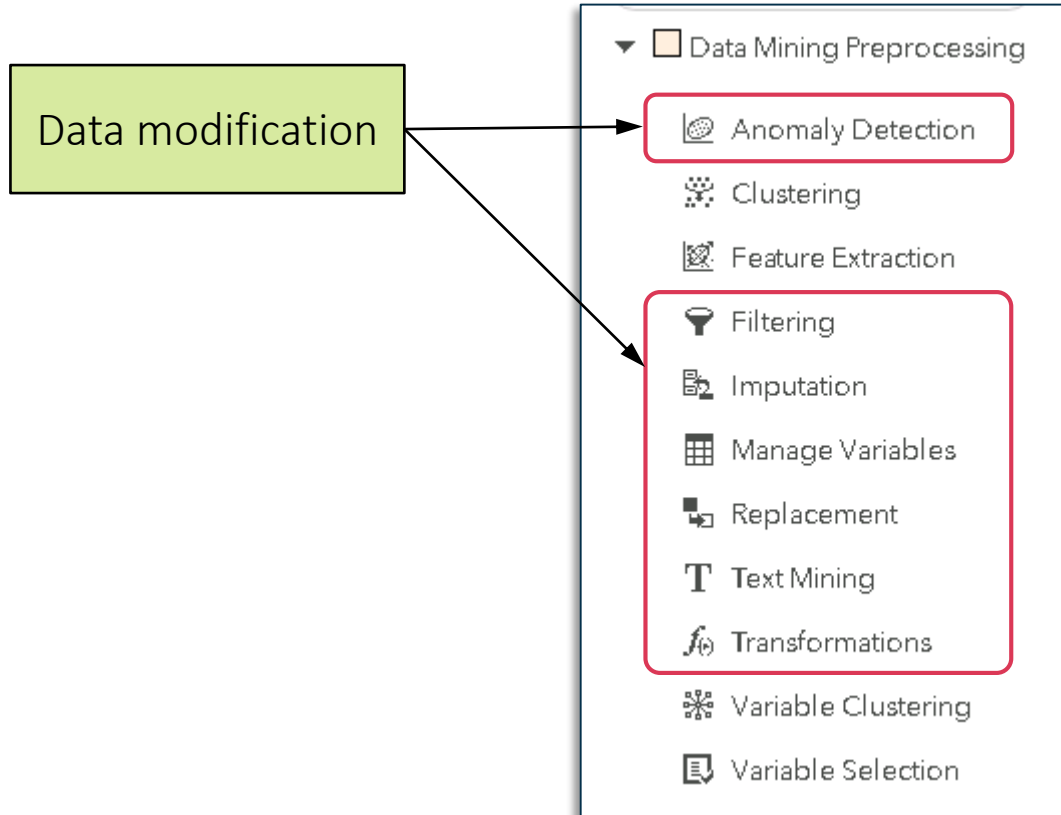 Data Mining Preprocessing
Data modification
Anomaly Detection
Clustering
Feature Extraction
Filtering
Imputation
Manage Variables
Replacement
T Text Mining
Transformations
Variable Clustering
Variable Selection